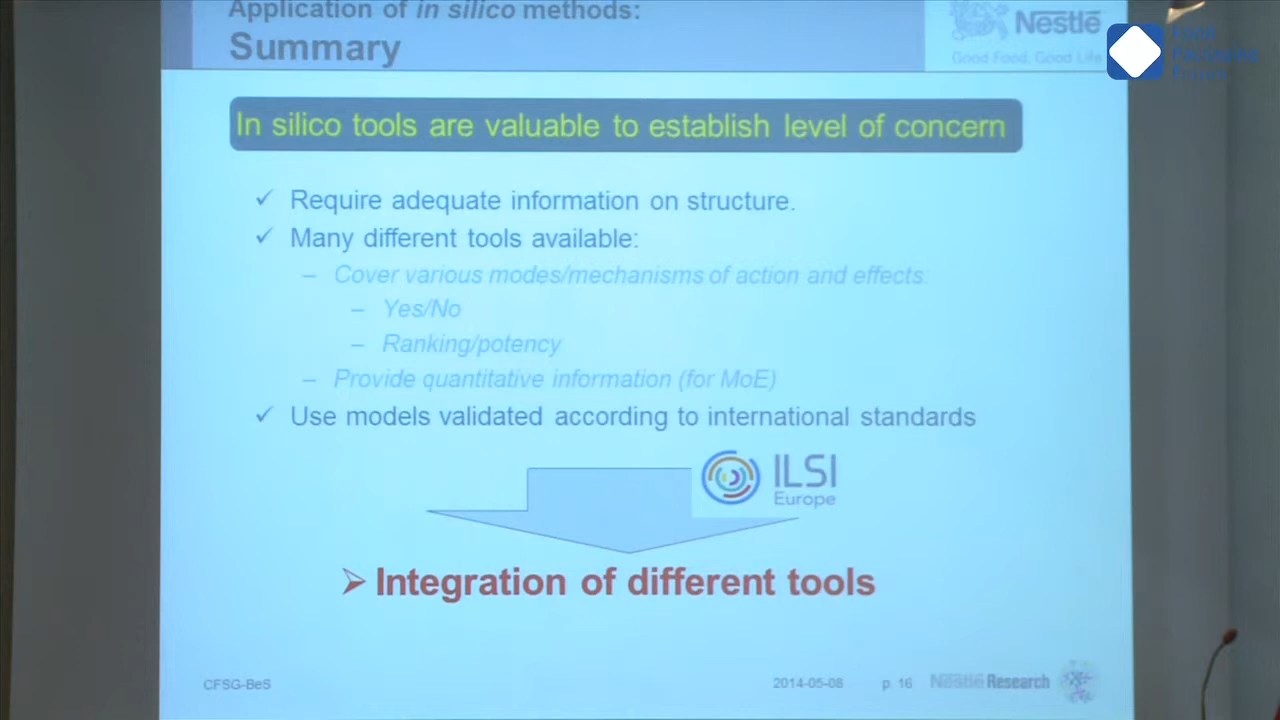 Application of in silico methods:
Summary
Nestlé
Good Food, Good Life
Food
Packaging
Forum
In silico tools are valuable to establish level of concern
✓ Require adequate information on structure.
✓ Many different tools available:
– Cover various modes/mechanisms of action and effects:
– Yes/No
– Ranking/potency
– Provide quantitative information (for MoE)
✓ Use models validated according to international standards
ILSI
Europe
➢ Integration of different tools
CFSG-BeS
2014-05-08
p. 16
Nestlé Research